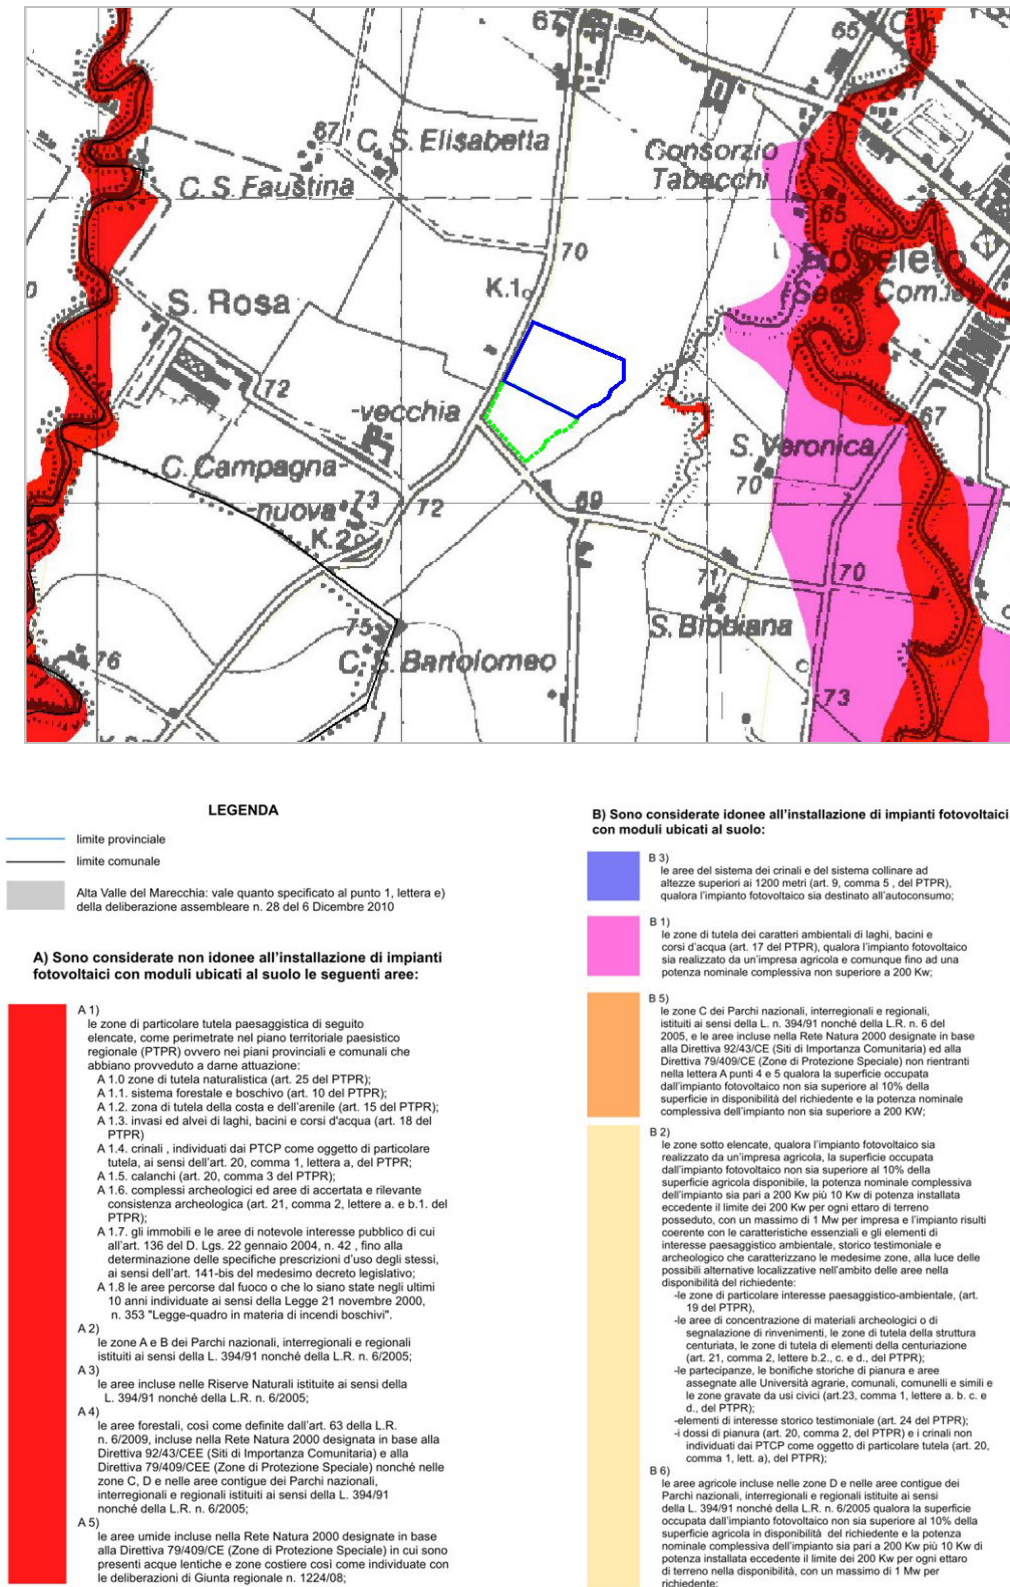 67
65
C. S. Elisabetta
67
Consorzio
Tabacchi
C. S. Faustina
65
70
K.1
S. Rosa
72
-vecchia
67
S. Veronica
C. Campagna-
70
-nuova
73
72
69
K.2
71
70
75
S. Bibbiana
76
Bartolomeo
73
LEGENDA
limite provinciale
limite comunale
Alta Valle del Marecchia: vale quanto specificato al punto 1, lettera e)
della deliberazione assembleare n. 28 del 6 Dicembre 2010
A) Sono considerate non idonee all'installazione di impianti
fotovoltaici con moduli ubicati al suolo le seguenti aree:
A 1)
le zone di particolare tutela paesaggistica di seguito
elencate, come perimetrate nel piano territoriale paesistico
regionale (PTPR) ovvero nei piani provinciali e comunali che
abbiano provveduto a darne attuazione:
A 1.0 zone di tutela naturalistica (art. 25 del PTPR);
A 1.1. sistema forestale e boschivo (art. 10 del PTPR);
A 1.2. zona di tutela della costa e dell'arenile (art. 15 del PTPR);
A 1.3. invasi ed alvei di laghi, bacini e corsi d'acqua (art. 18 del
PTPR)
A 1.4. crinali , individuati dai PTCP come oggetto di particolare
tutela, ai sensi dell'art. 20, comma 1, lettera a, del PTPR;
A 1.5. calanchi (art. 20, comma 3 del PTPR);
A 1.6. complessi archeologici ed aree di accertata e rilevante
consistenza archeologica (art. 21, comma 2, lettere a. e b.1. del
PTPR);
A 1.7. gli immobili e le aree di notevole interesse pubblico di cui
all'art. 136 del D. Lgs. 22 gennaio 2004, n. 42 , fino alla
determinazione delle specifiche prescrizioni d'uso degli stessi,
ai sensi dell'art. 141-bis del medesimo decreto legislativo;
A 1.8 le aree percorse dal fuoco o che lo siano state negli ultimi
10 anni individuate ai sensi della Legge 21 novembre 2000,
n. 353 "Legge-quadro in materia di incendi boschivi".
A 2)
le zone A e B dei Parchi nazionali, interregionali e regionali
istituiti ai sensi della L. 394/91 nonché della L.R. n. 6/2005;
A 3)
le aree incluse nelle Riserve Naturali istituite ai sensi della
L. 394/91 nonché della L.R. n. 6/2005;
A 4)
le aree forestali, così come definite dall'art. 63 della L.R.
n. 6/2009, incluse nella Rete Natura 2000 designata in base alla
Direttiva 92/43/CEE (Siti di Importanza Comunitaria) e alla
Direttiva 79/409/CEE (Zone di Protezione Speciale) nonché nelle
zone C, D e nelle aree contigue dei Parchi nazionali,
interregionali e regionali istituiti ai sensi della L. 394/91
nonché della L.R. n. 6/2005;
A 5)
le aree umide incluse nella Rete Natura 2000 designate in base
alla Direttiva 79/409/CE (Zone di Protezione Speciale) in cui sono
presenti acque lentiche e zone costiere così come individuate con
le deliberazioni di Giunta regionale n. 1224/08;
B) Sono considerate idonee all'installazione di impianti fotovoltaici
con moduli ubicati al suolo:
B 3)
le aree del sistema dei crinali e del sistema collinare ad
altezze superiori ai 1200 metri (art. 9, comma 5 , del PTPR),
qualora l'impianto fotovoltaico sia destinato all'autoconsumo;
B 1)
le zone di tutela dei caratteri ambientali di laghi, bacini e
corsi d'acqua (art. 17 del PTPR), qualora l'impianto fotovoltaico
sia realizzato da un'impresa agricola e comunque fino ad una
potenza nominale complessiva non superiore a 200 Kw;
B 5)
le zone C dei Parchi nazionali, interregionali e regionali,
istituiti ai sensi della L. n. 394/91 nonché della L.R. n. 6 del
2005, e le aree incluse nella Rete Natura 2000 designate in base
alla Direttiva 92/43/CE (Siti di Importanza Comunitaria) ed alla
Direttiva 79/409/CE (Zone di Protezione Speciale) non rientranti
nella lettera A punti 4 e 5 qualora la superficie occupata
dall'impianto fotovoltaico non sia superiore al 10% della
superficie in disponibilità del richiedente e la potenza nominale
complessiva dell'impianto non sia superiore a 200 KW;
B 2)
le zone sotto elencate, qualora l'impianto fotovoltaico sia
realizzato da un'impresa agricola, la superficie occupata
dall'impianto fotovoltaico non sia superiore al 10% della
superficie agricola disponibile, la potenza nominale complessiva
dell'impianto sia pari a 200 Kw più 10 Kw di potenza installata
eccedente il limite dei 200 Kw per ogni ettaro di terreno
posseduto, con un massimo di 1 Mw per impresa e l'impianto risulti
coerente con le caratteristiche essenziali e gli elementi di
interesse paesaggistico ambientale, storico testimoniale e
archeologico che caratterizzano le medesime zone, alla luce delle
possibili alternative localizzative nell'ambito delle aree nella
disponibilità del richiedente:
-le zone di particolare interesse paesaggistico-ambientale, (art.
19 del PTPR),
-le aree di concentrazione di materiali archeologici o di
segnalazione di rinvenimenti, le zone di tutela della struttura
centuriata, le zone di tutela di elementi della centuriazione
(art. 21, comma 2, lettere b.2., c. e d., del PTPR);
-le partecipanze, le bonifiche storiche di pianura e aree
assegnate alle Università agrarie, comunali, comunelli e simili e
le zone gravate da usi civici (art.23, comma 1, lettere a. b. c. e
d., del PTPR);
-elementi di interesse storico testimoniale (art. 24 del PTPR);
-i dossi di pianura (art. 20, comma 2, del PTPR) e i crinali non
individuati dai PTCP come oggetto di particolare tutela (art. 20,
comma 1, lett. a), del PTPR);
B 6)
le aree agricole incluse nelle zone D e nelle aree contigue dei
Parchi nazionali, interregionali e regionali istituite ai sensi
della L. 394/91 nonché della L.R. n. 6/2005 qualora la superficie
occupata dall'impianto fotovoltaico non sia superiore al 10% della
superficie agricola in disponibilità del richiedente e la potenza
nominale complessiva dell'impianto sia pari a 200 Kw più 10 Kw di
potenza installata eccedente il limite dei 200 Kw per ogni ettaro
di terreno nella disponibilità, con un massimo di 1 Mw per
richiedente;